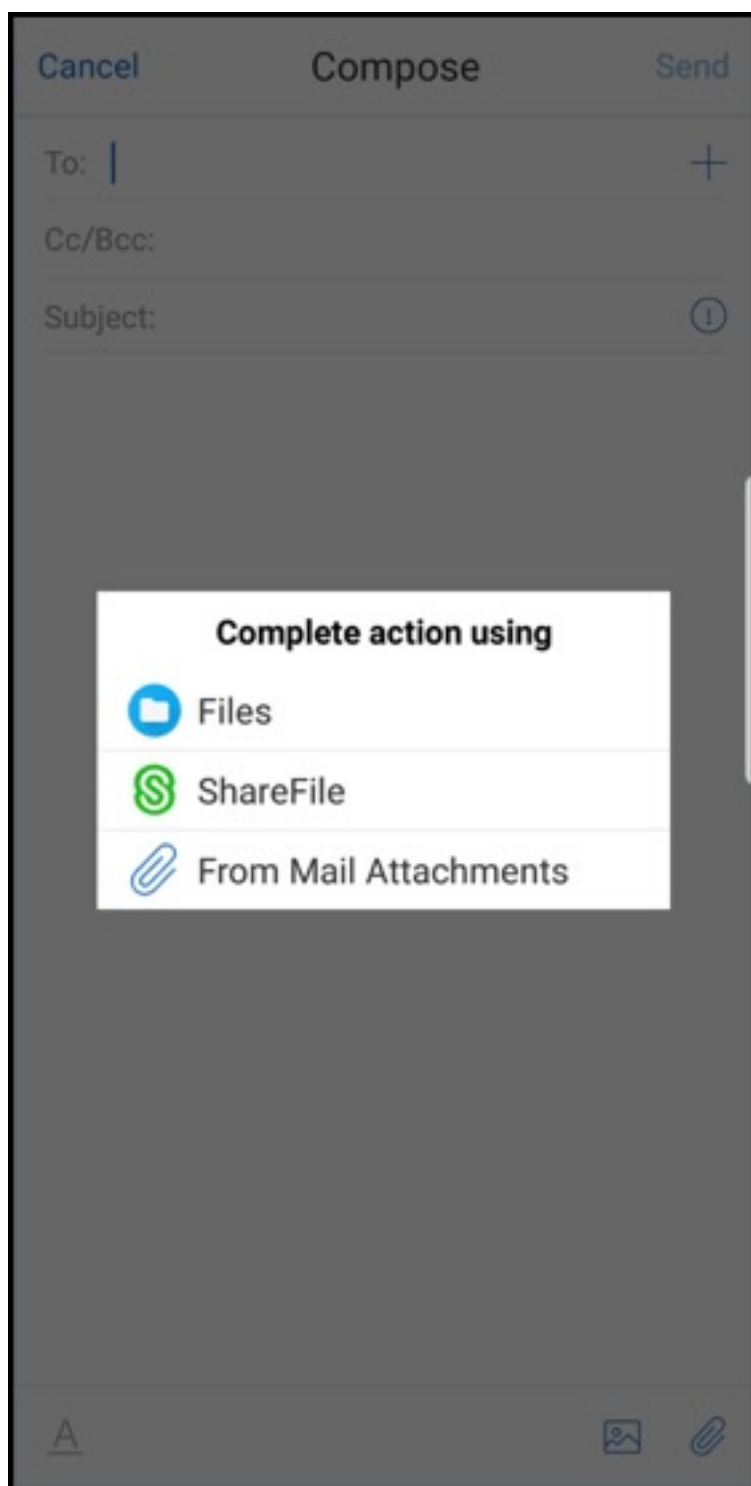 Cancel Compose Send
To:
Cc/Bcc:
Subject:
Complete action using
Files
ShareFile
From Mail Attachments
A